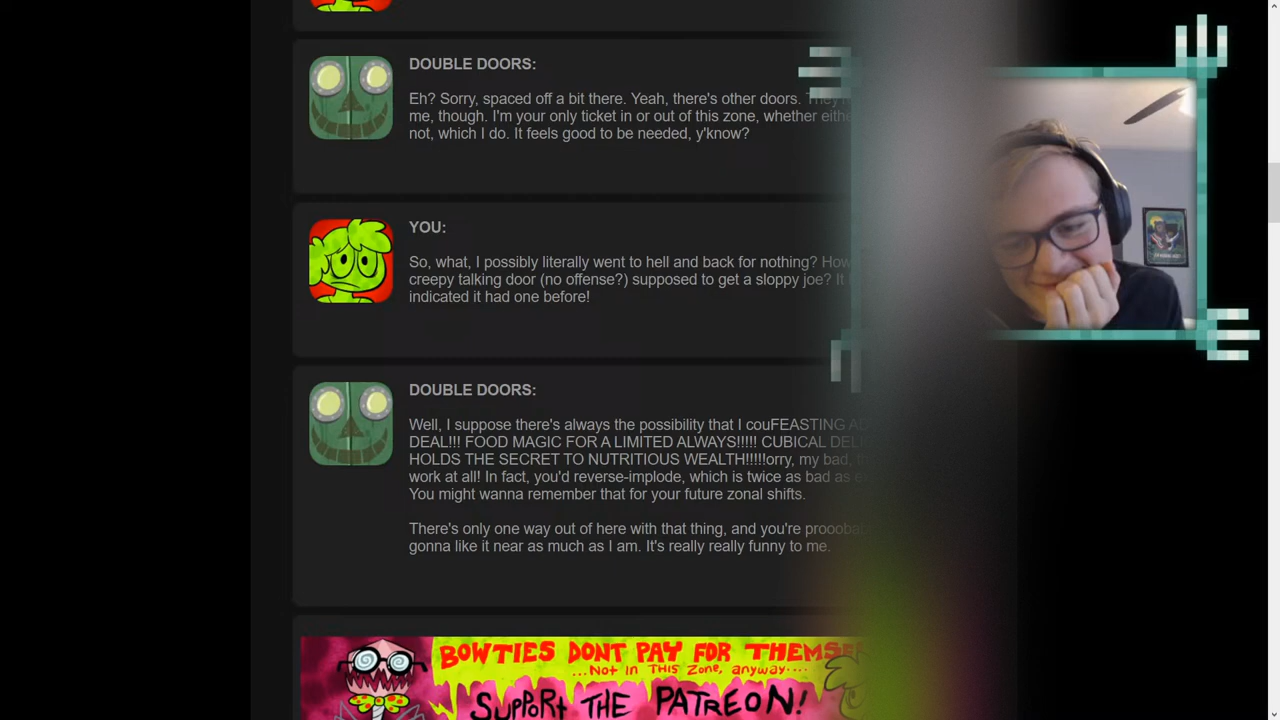 DOUBLE DOORS:
Eh? Sorry, spaced off a bit there. Yeah, there's other doors.
me, though. I'm your only ticket in or out of this zone, whether
not, which I do. It feels good to be needed, y'know?
YOU:
So, what, I possibly literally went to hell and back for nothing?
creepy talking door (no offense?) supposed to get a sloppy joe?
indicated it had one before!
DOUBLE DOORS:
Well, I suppose there's always the possibility that I couFEASTING
DEAL!!! FOOD MAGIC FOR A LIMITED ALWAYS!!!!! CUBICAL
HOLDS THE SECRET TO NUTRITIOUS WEALTH!!!!!orry, my bad,
work at all! In fact, you'd reverse-implode, which is twice as bad as
You might wanna remember that for your future zonal shifts.
There's only one way out of here with that thing, and you're
gonna like it near as much as I am. It's really really funny to me.
BOWTIES DONT PAY FOR
...Not in THIS Zone, anyway...
SUPPORT THE PATREON!